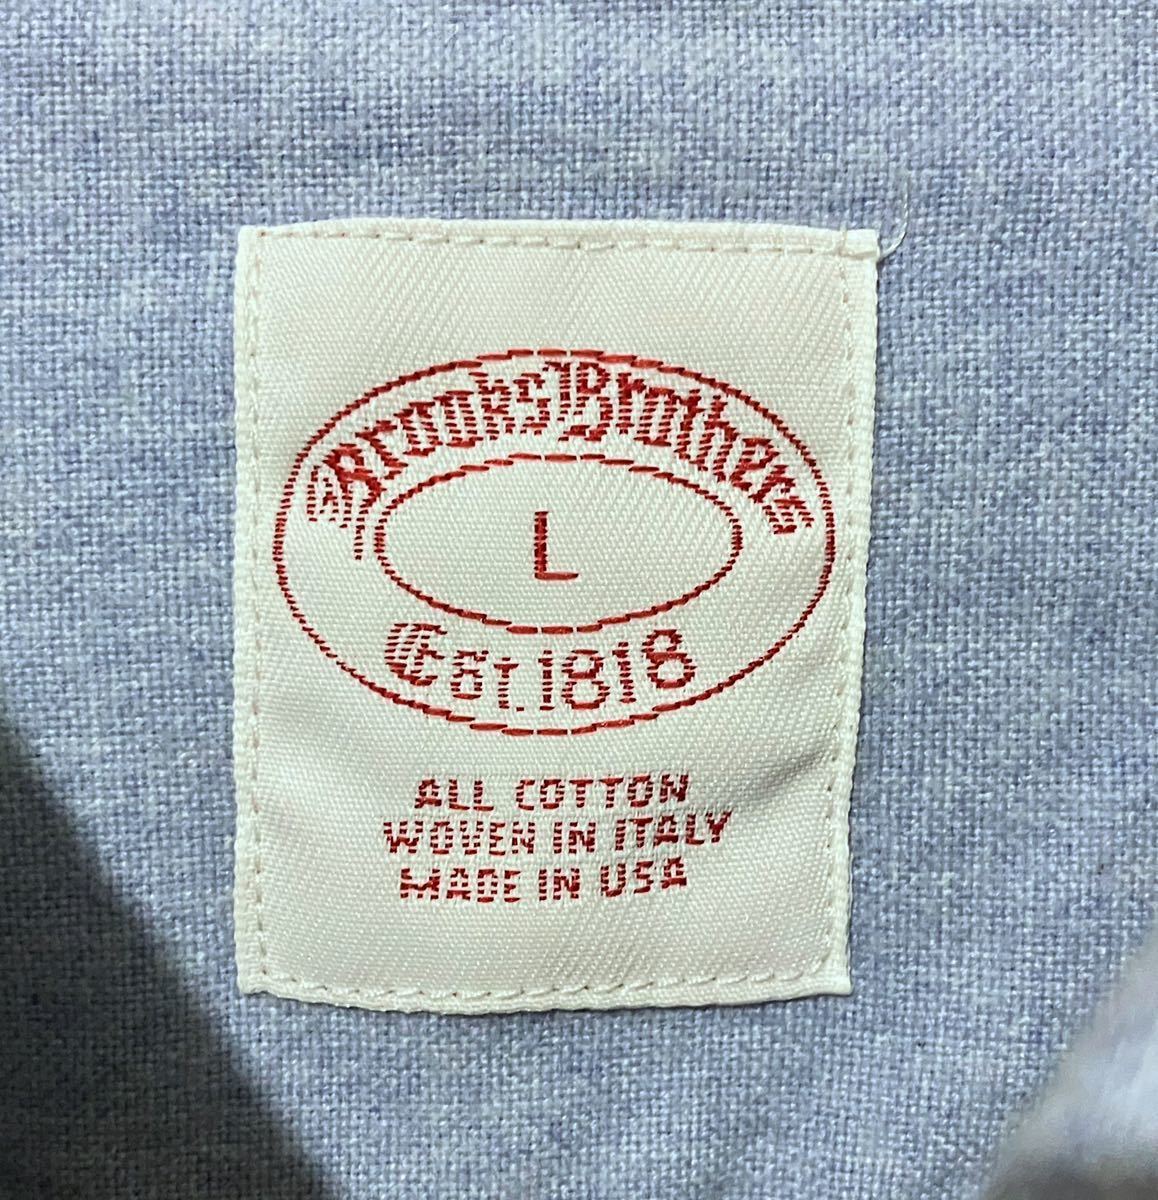 Brooks Brothers
L
Est. 1818
ALL COTTON
WOVEN IN ITALY
MADE IN USA